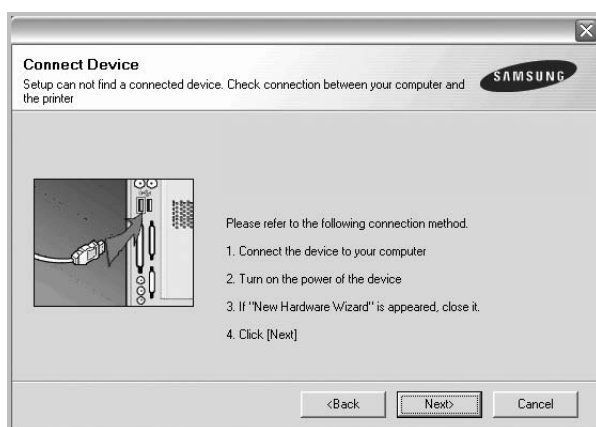 Connect Device
Setup can not find a connected device. Check connection between your computer and
the printer
SAMSUNG
Please refer to the following connection method.
1. Connect the device to your computer
2. Turn on the power of the device
3. If "New Hardware Wizard" is appeared, close it.
4. Click [Next]
<Back Next> Cancel